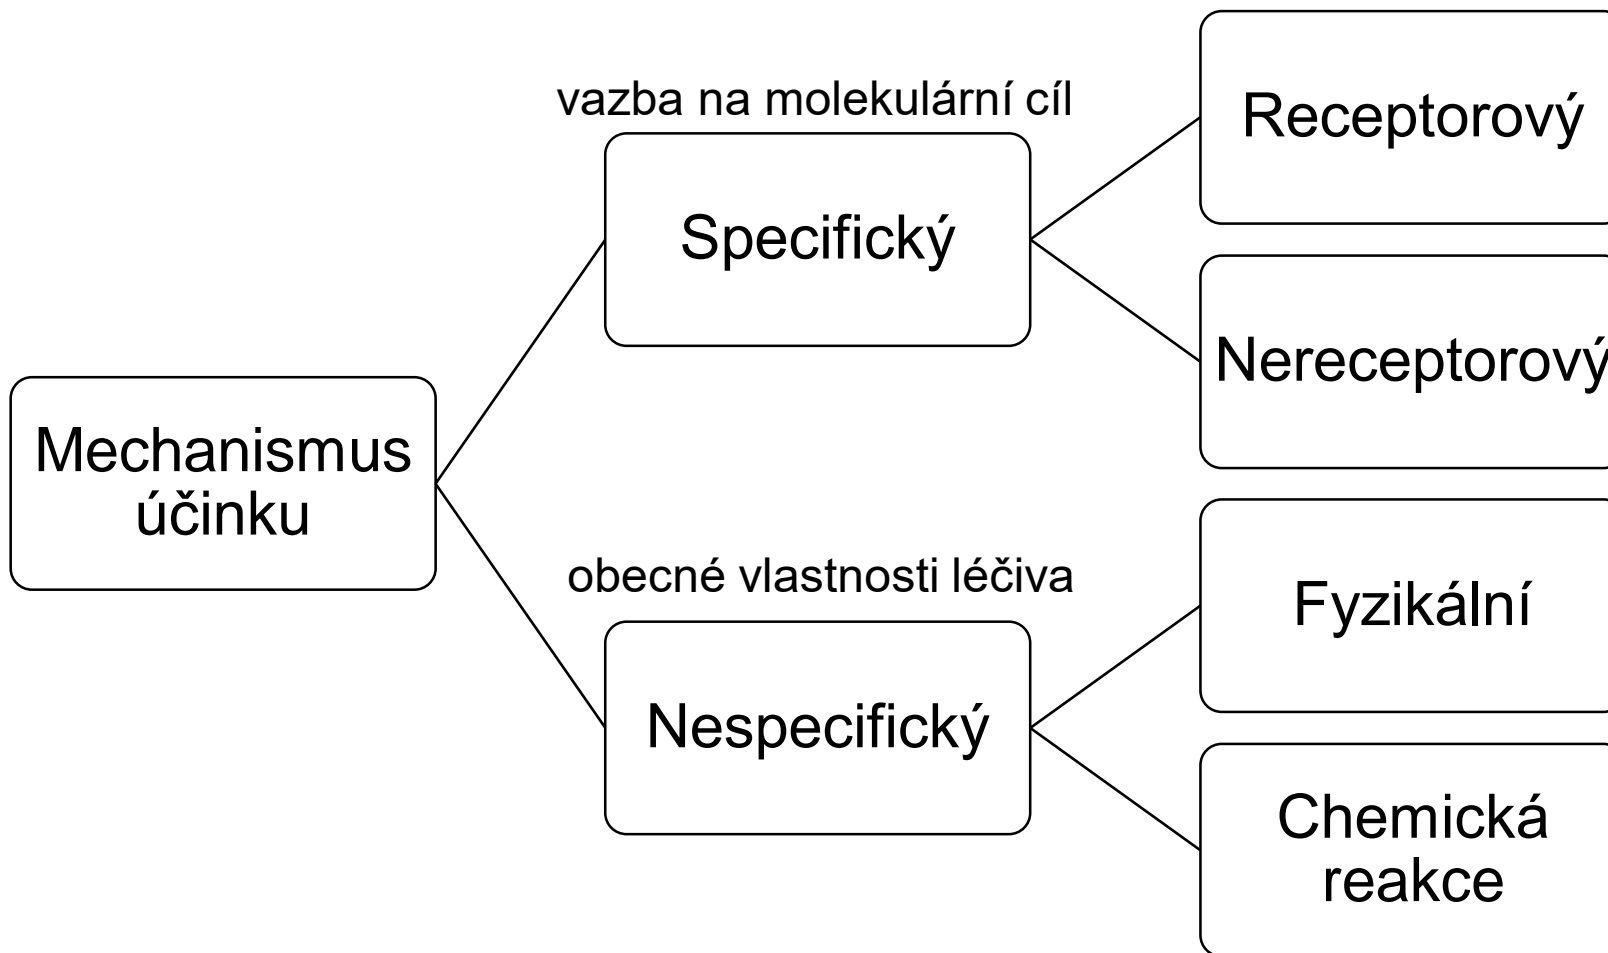 vazba na molekulární cíl
Receptorový
Specifický
Nereceptorový
Mechanismus
účinku
obecné vlastnosti léčiva
Fyzikální
Nespecifický
Chemická
reakce